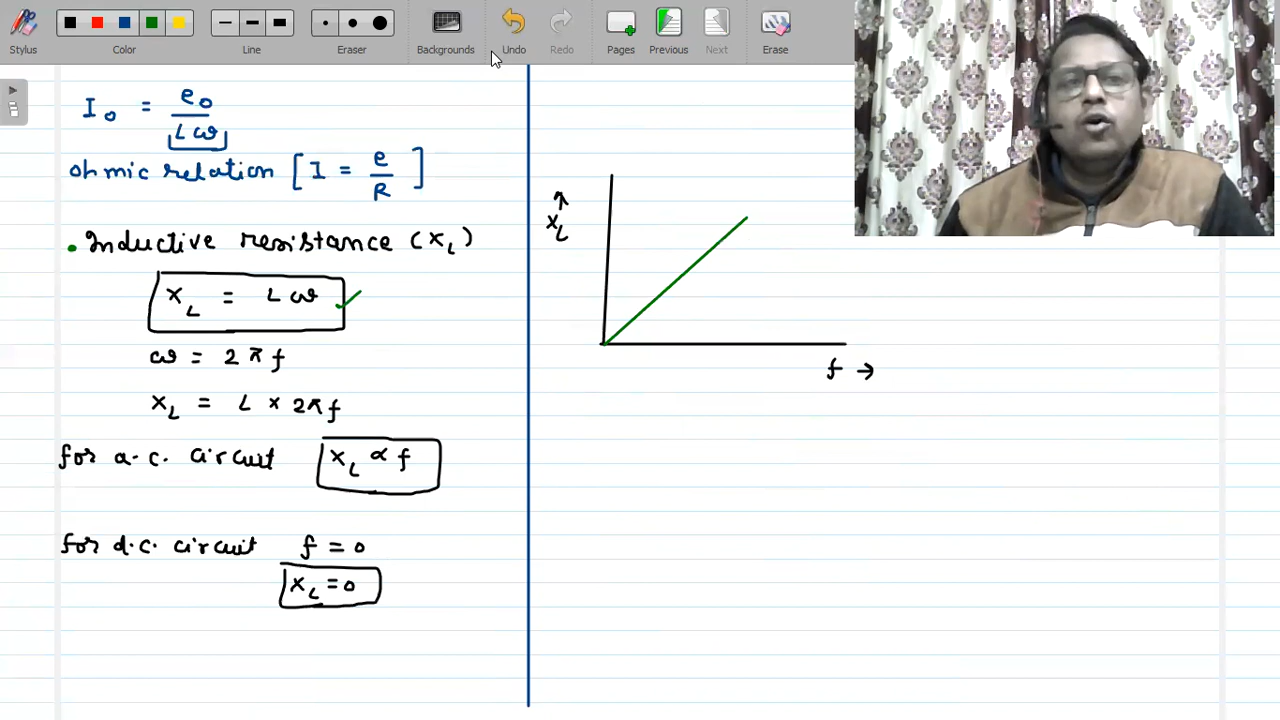 Stylus Color Line Eraser Backgrounds Undo Redo Pages Previous Next Erase
I₀ = e₀ / Lω
ohmic relation [ I = e / R ]
• Inductive resistance (X_L)
X_L = Lω ✓
ω = 2πf
X_L = L × 2πf
for a.c. circuit X_L ∝ f
for d.c. circuit f = 0
X_L = 0
X_L ↑
f →